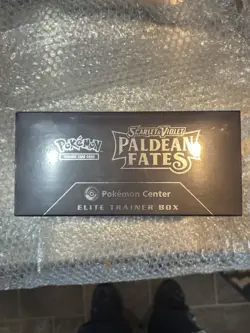 Pokémon
TRADING CARD GAME
SCARLET & VIOLET
PALDEAN
FATES
Pokémon Center
ELITE TRAINER BOX